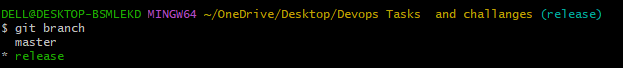 DELL@DESKTOP-BSMLEKD MINGW64 ~/OneDrive/Desktop/Devops Tasks  and challanges (release)
$ git branch
  master
* release